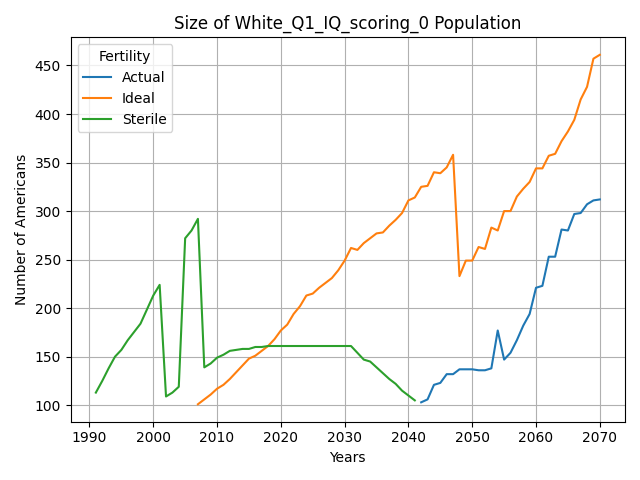 Size of White_Q1_IQ_scoring_0 Population
Fertility
Actual
Ideal
Sterile
Number of Americans
450
400
350
300
250
200
150
100
1990 2000 2010 2020 2030 2040 2050 2060 2070
Years